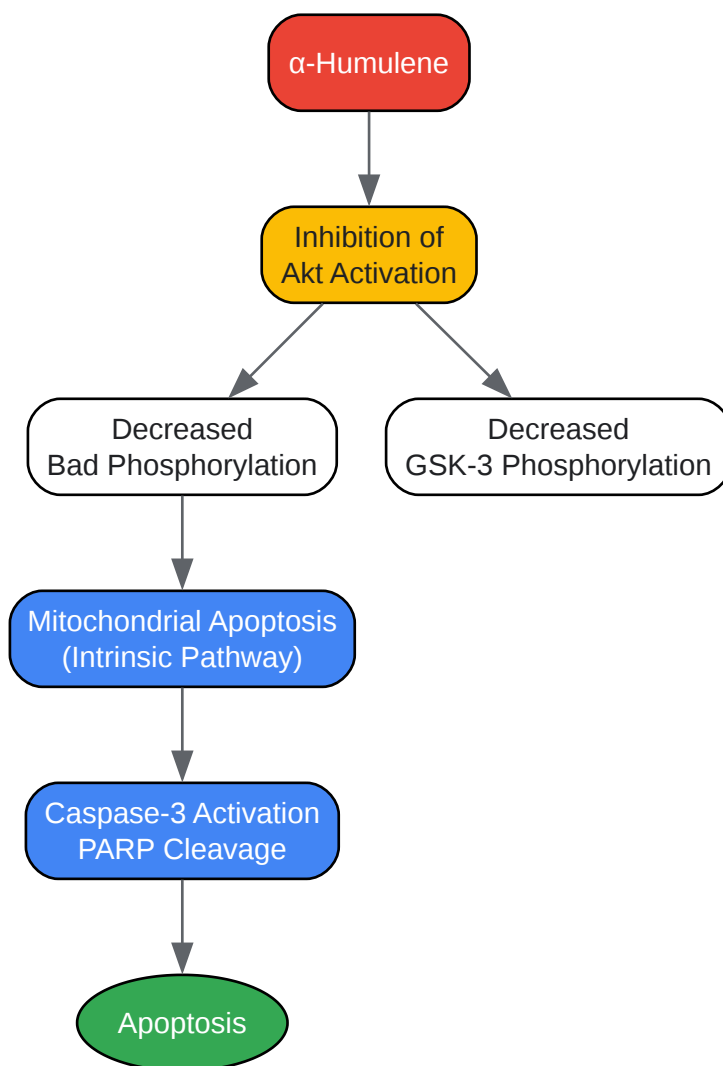 α-Humulene
Inhibition of
Akt Activation
Decreased
Bad Phosphorylation
Decreased
GSK-3 Phosphorylation
Mitochondrial Apoptosis
(Intrinsic Pathway)
Caspase-3 Activation
PARP Cleavage
Apoptosis